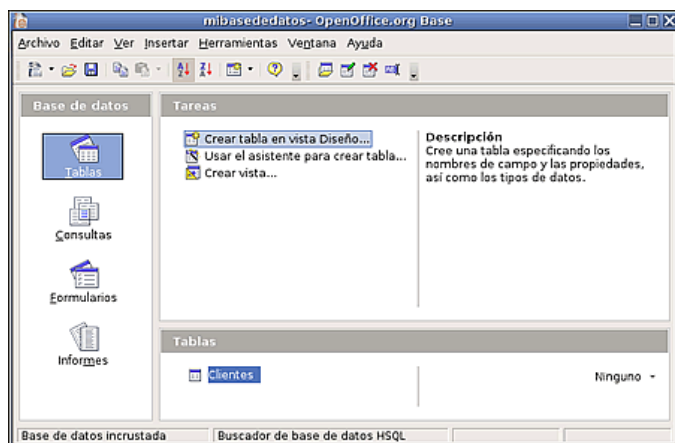 mibasededatos- OpenOffice.org Base
Archivo Editar Ver Insertar Herramientas Ventana Ayuda
Base de datos
Tablas
Consultas
Formularios
Informes
Tareas
Crear tabla en vista Diseño...
Usar el asistente para crear tabla...
Crear vista...
Descripción
Cree una tabla especificando los
nombres de campo y las propiedades,
así como los tipos de datos.
Tablas
Clientes
Ninguno
Base de datos incrustada
Buscador de base de datos HSQL